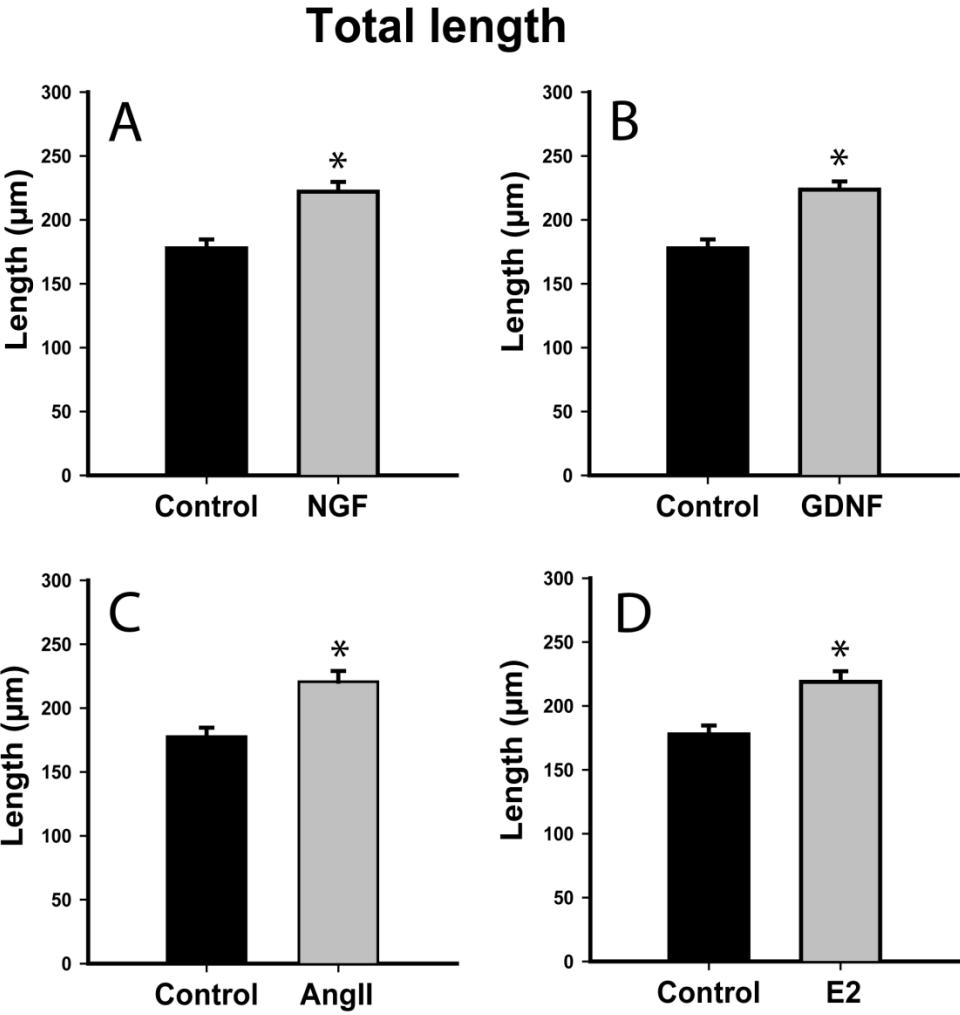 Total length
A
*
300
250
200
150
100
50
0
Length (µm)
Control NGF
B
*
300
250
200
150
100
50
0
Length (µm)
Control GDNF
C
*
300
250
200
150
100
50
0
Length (µm)
Control AngII
D
*
300
250
200
150
100
50
0
Length (µm)
Control E2